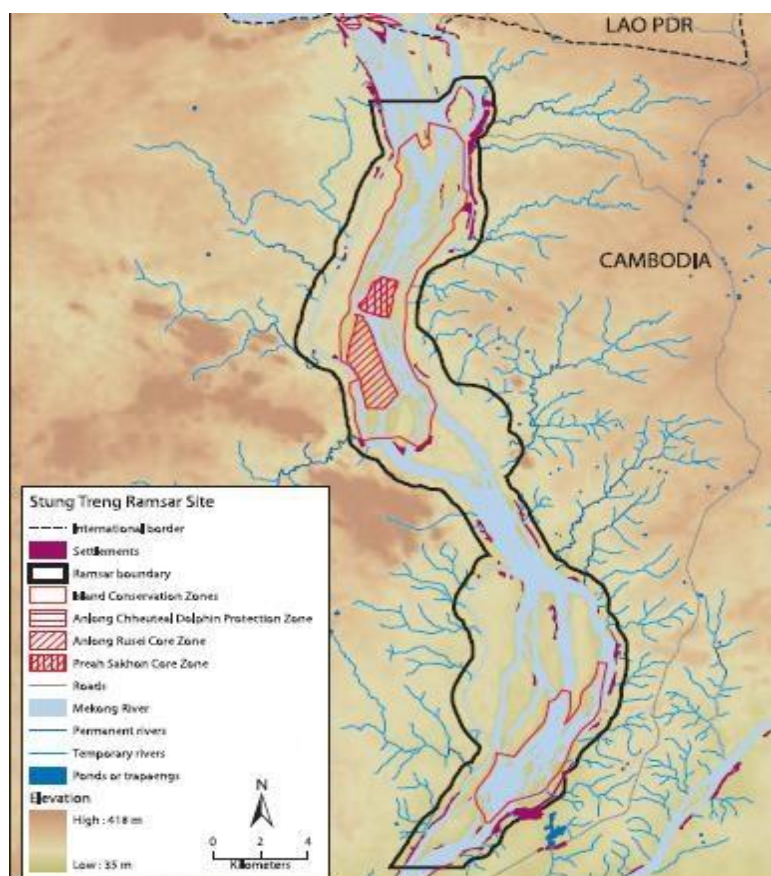 LAO PDR
CAMBODIA
Stung Treng Ramsar Site
International border
Settlements
Ramsar boundary
Island Conservation Zones
Anlong Chheuteal Dolphin Protection Zone
Anlong Rusei Core Zone
Preah Sakhon Core Zone
Roads
Mekong River
Permanent rivers
Temporary rivers
Ponds or trapaengs
Elevation
High : 418 m
Low : 35 m
N
0 2 4
Kilometers